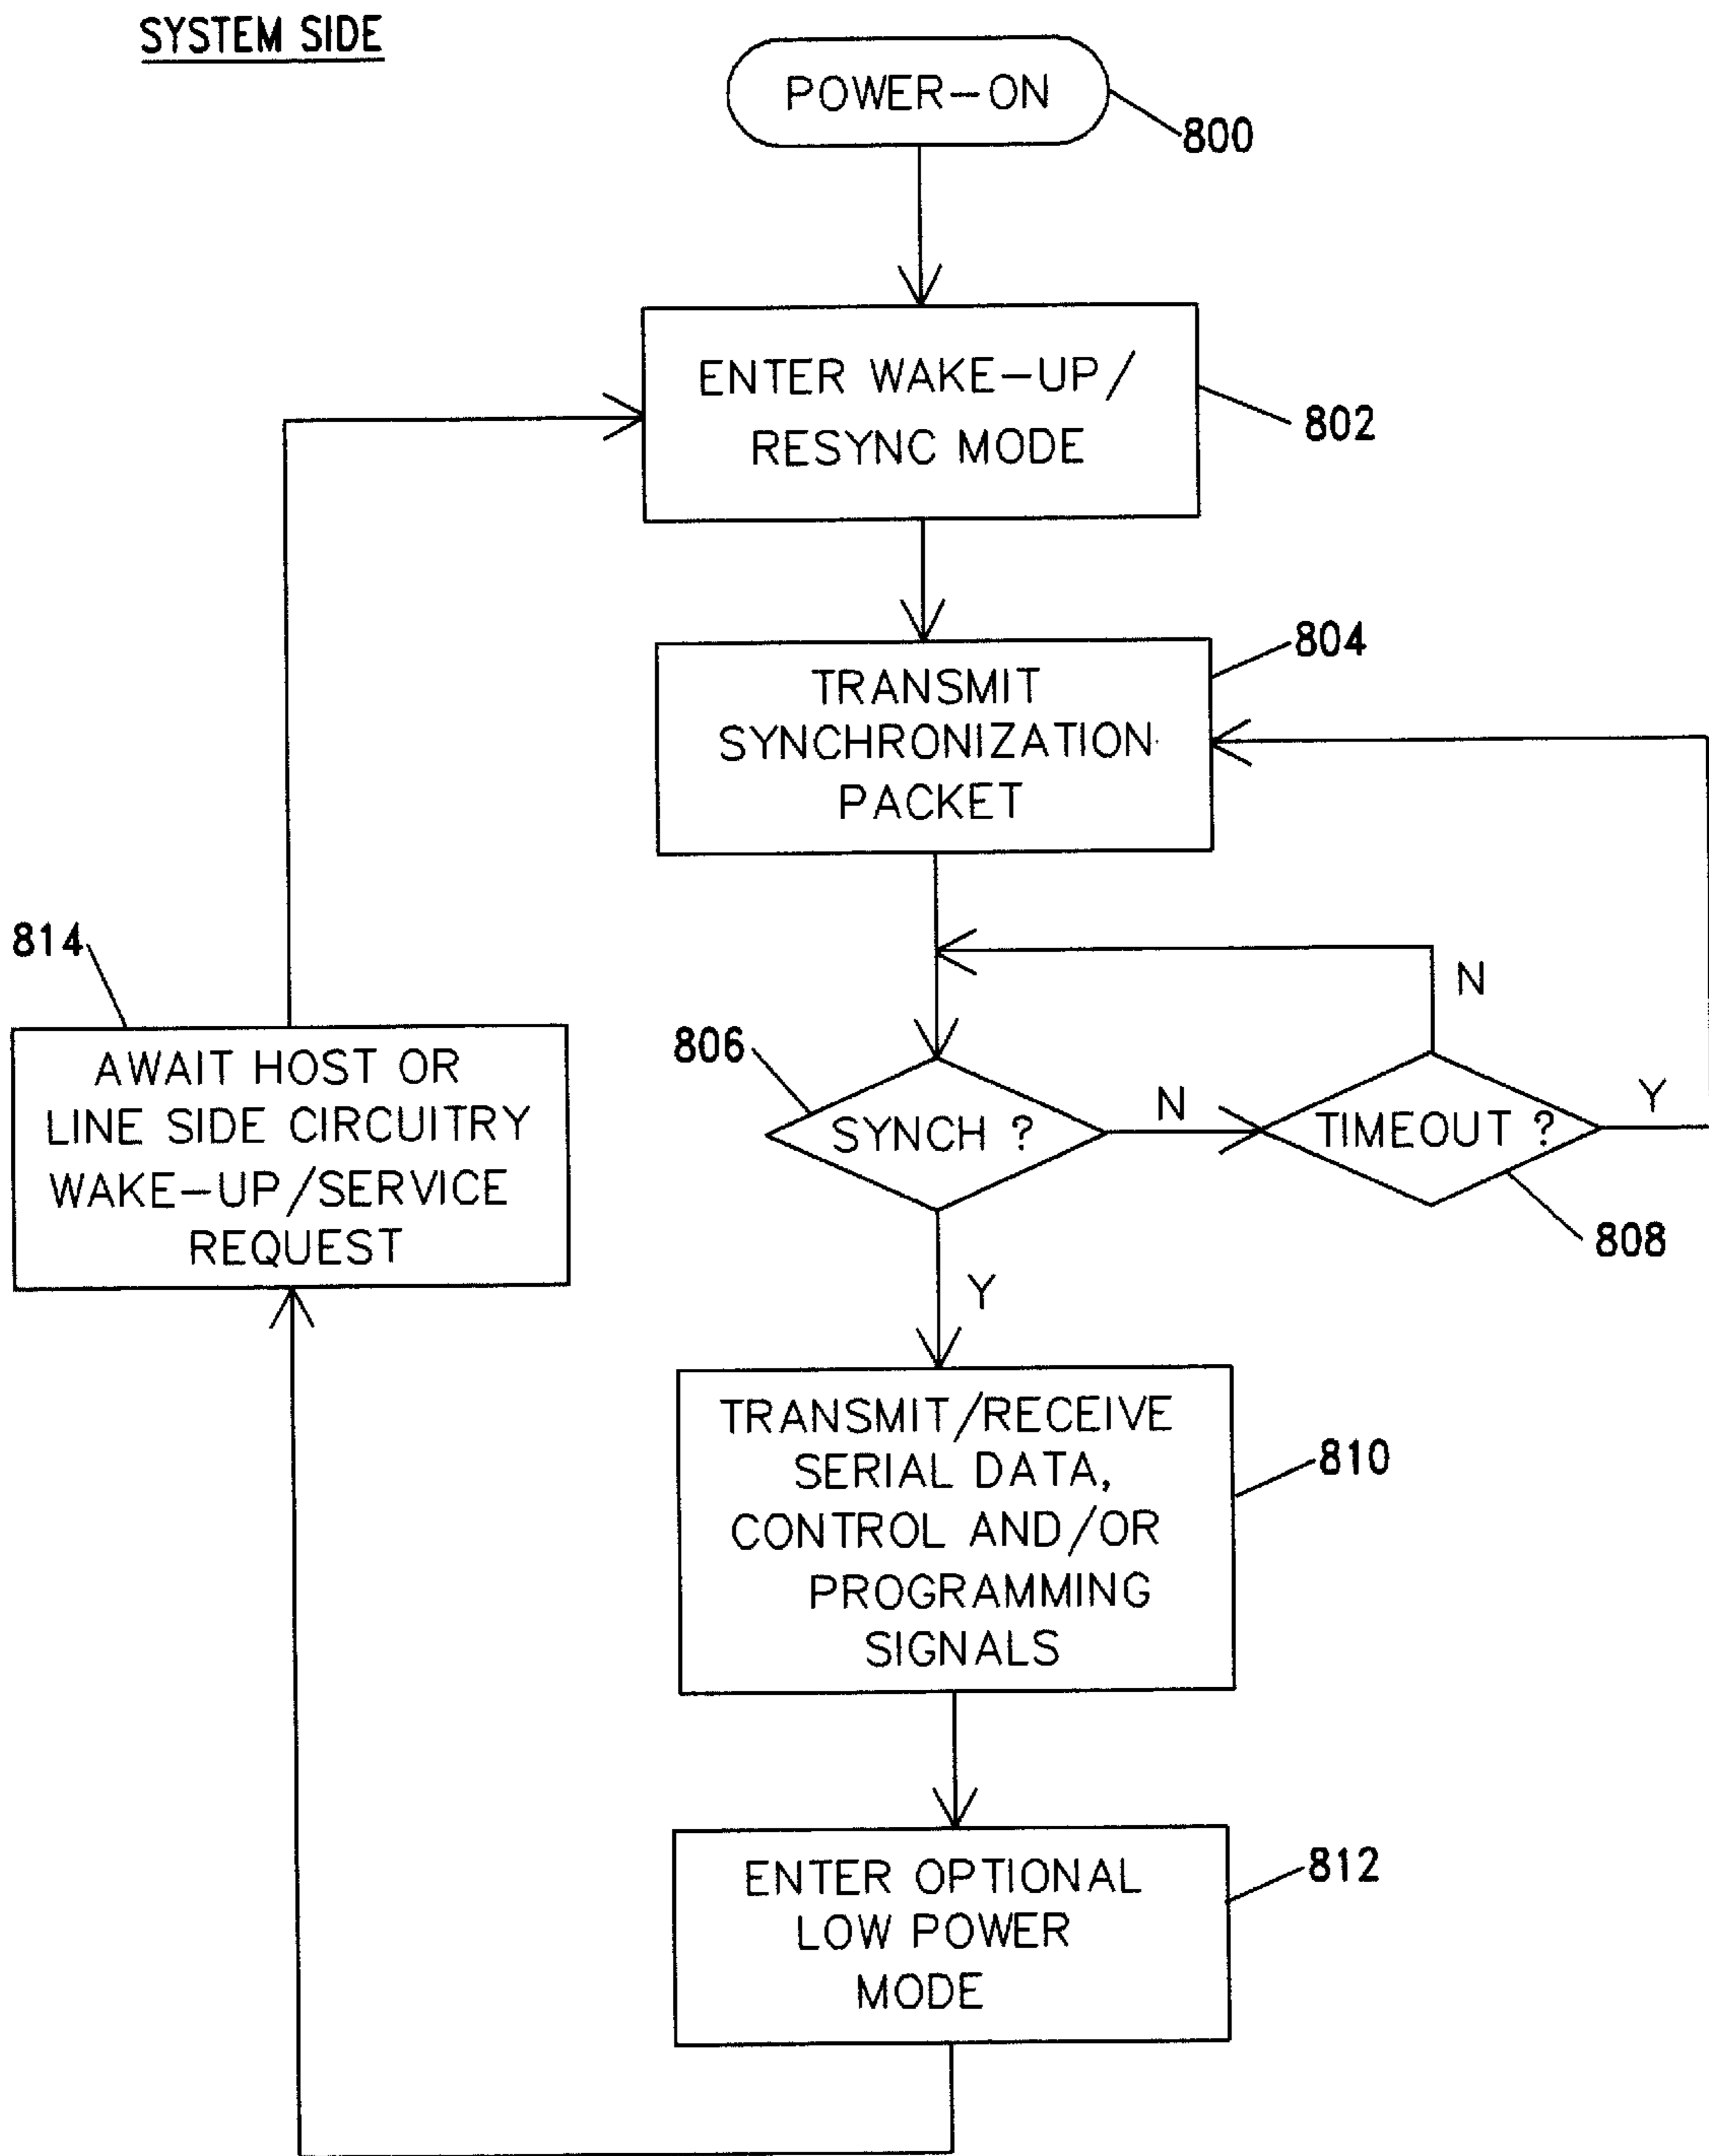 SYSTEM SIDE
POWER-ON
800
ENTER WAKE-UP/
RESYNC MODE
802
804
TRANSMIT
SYNCHRONIZATION
PACKET
814
AWAIT HOST OR
LINE SIDE CIRCUITRY
WAKE-UP/SERVICE
REQUEST
N
806
SYNCH ?
N
TIMEOUT ?
Y
808
Y
TRANSMIT/RECEIVE
SERIAL DATA,
CONTROL AND/OR
PROGRAMMING
SIGNALS
810
ENTER OPTIONAL
LOW POWER
MODE
812